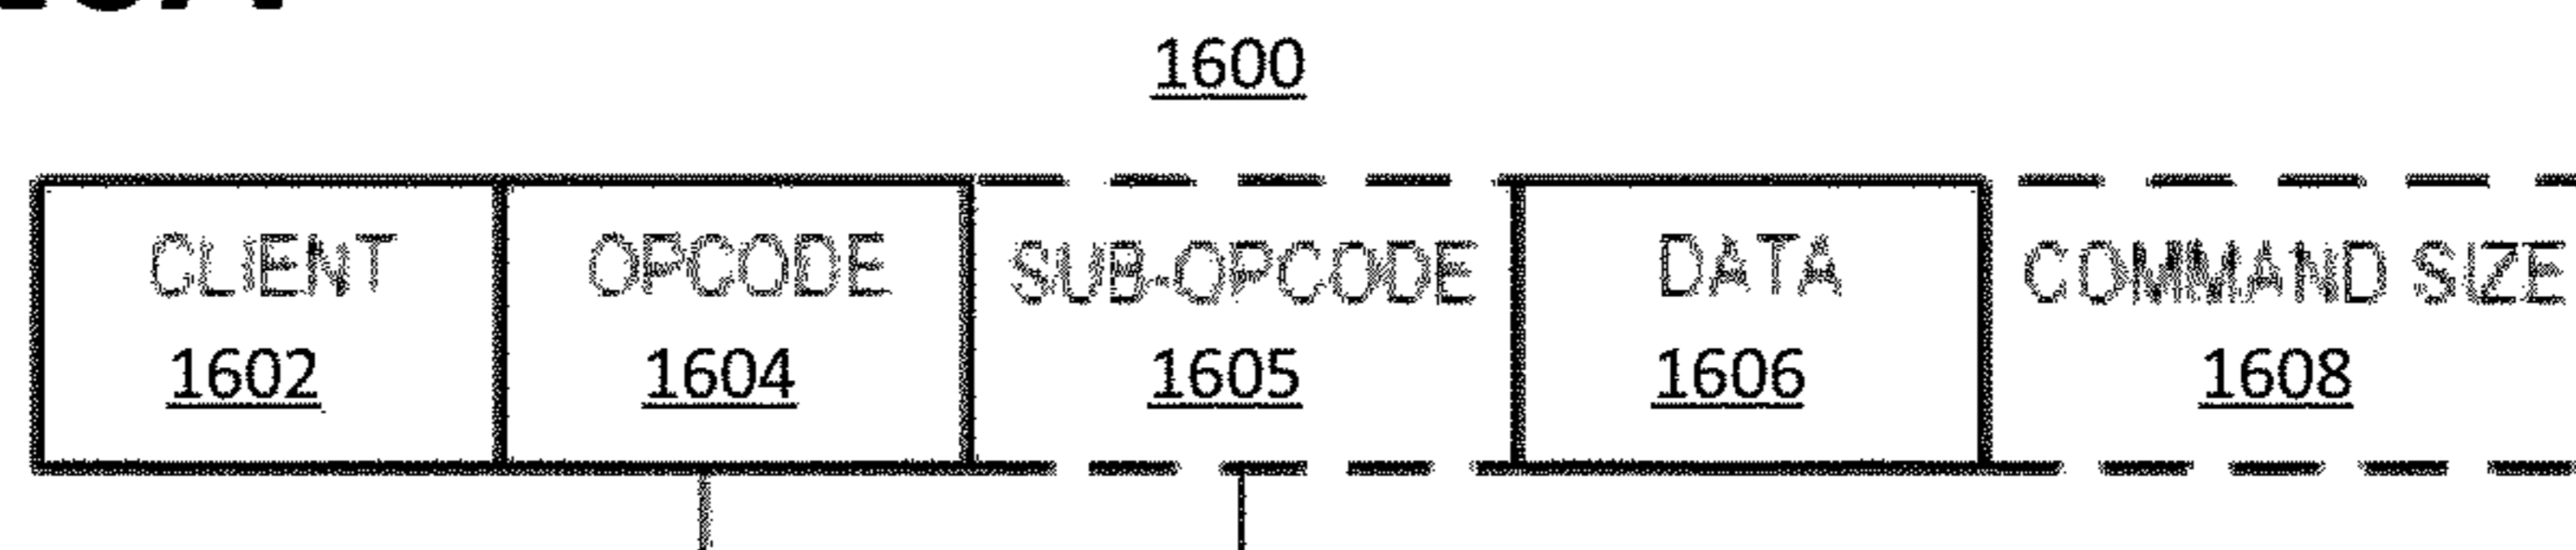 1600
CLIENT OPCODE SUB-OPCODE DATA COMMAND SIZE
1602 1604 1605 1606 1608